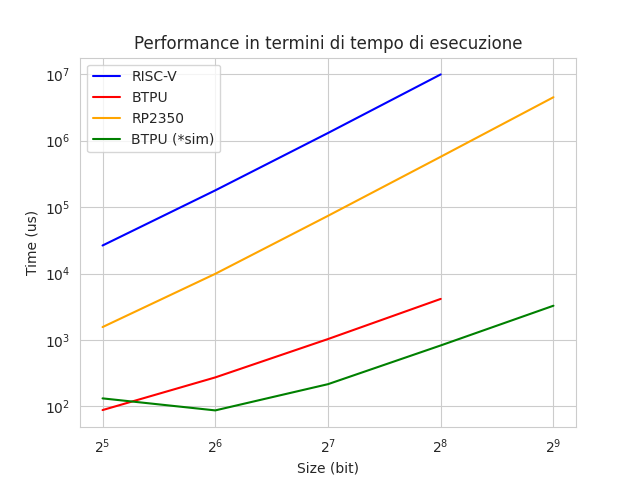 Performance in termini di tempo di esecuzione
RISC-V
BTPU
RP2350
BTPU (*sim)
10⁷
10⁶
10⁵
10⁴
10³
10²
Time (us)
2⁵ 2⁶ 2⁷ 2⁸ 2⁹
Size (bit)